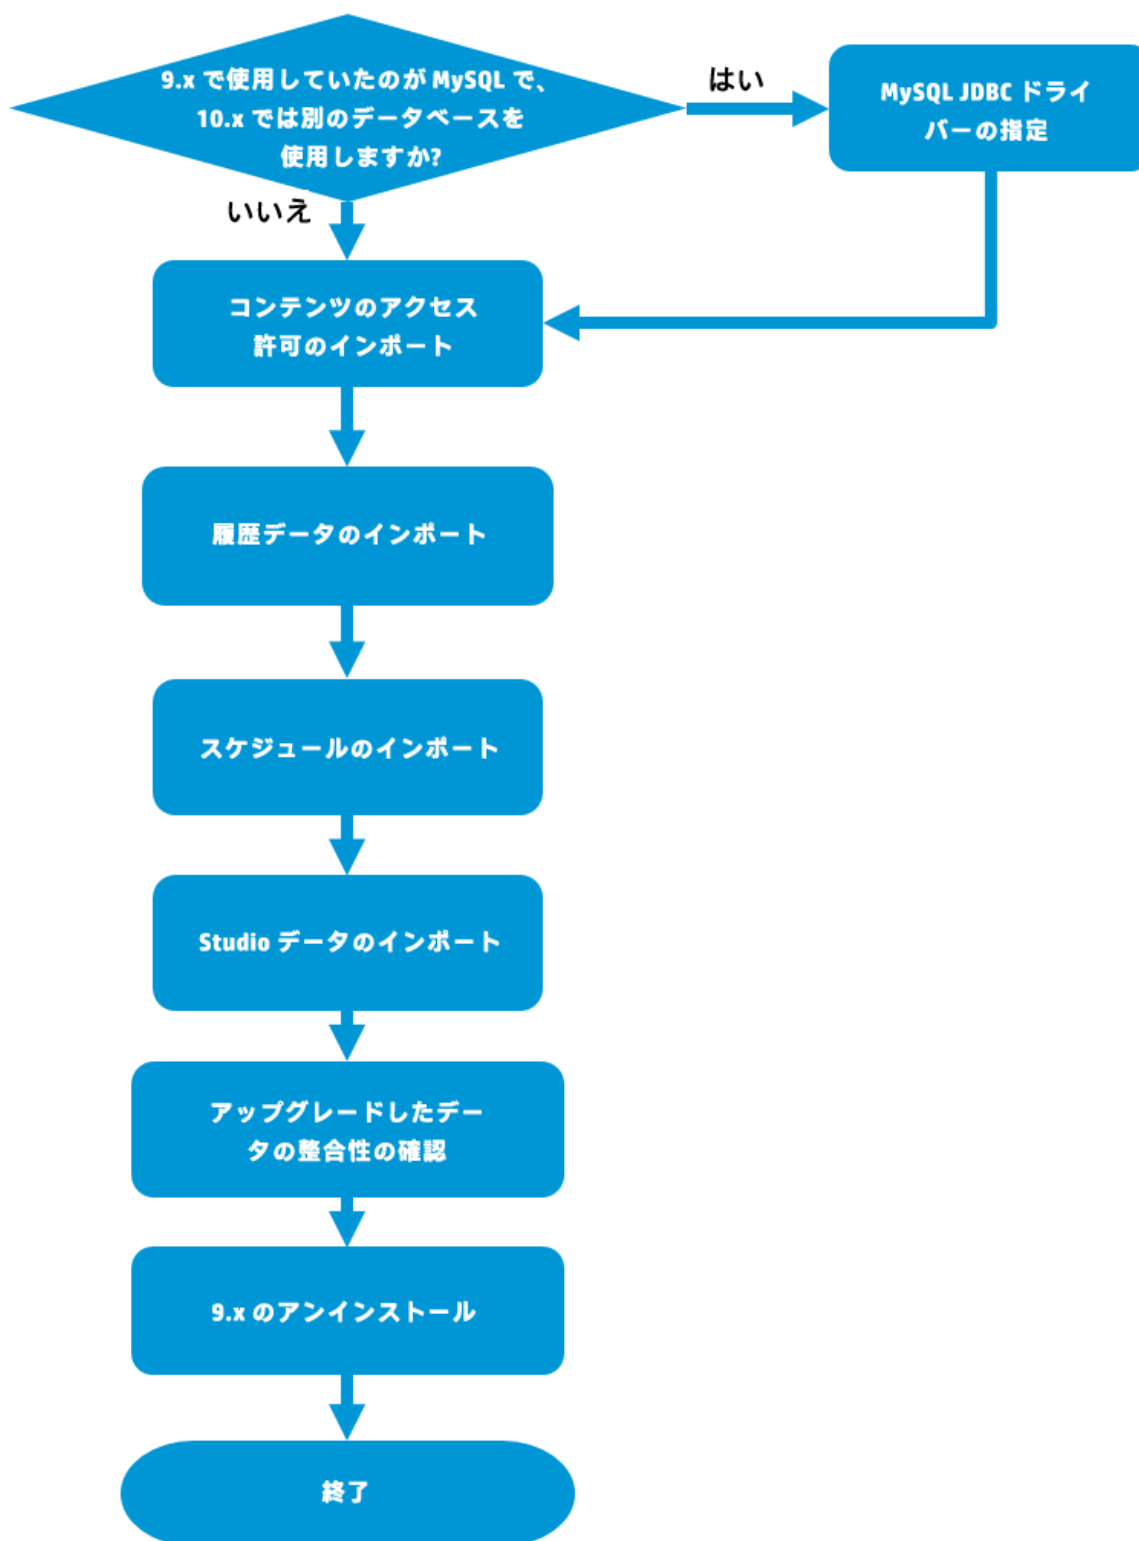 9.x で使用していたのが MySQL で、
10.x では別のデータベースを
使用しますか?
はい
MySQL JDBC ドライ
バーの指定
いいえ
コンテンツのアクセス
許可のインポート
履歴データのインポート
スケジュールのインポート
Studio データのインポート
アップグレードしたデー
タの整合性の確認
9.x のアンインストール
終了